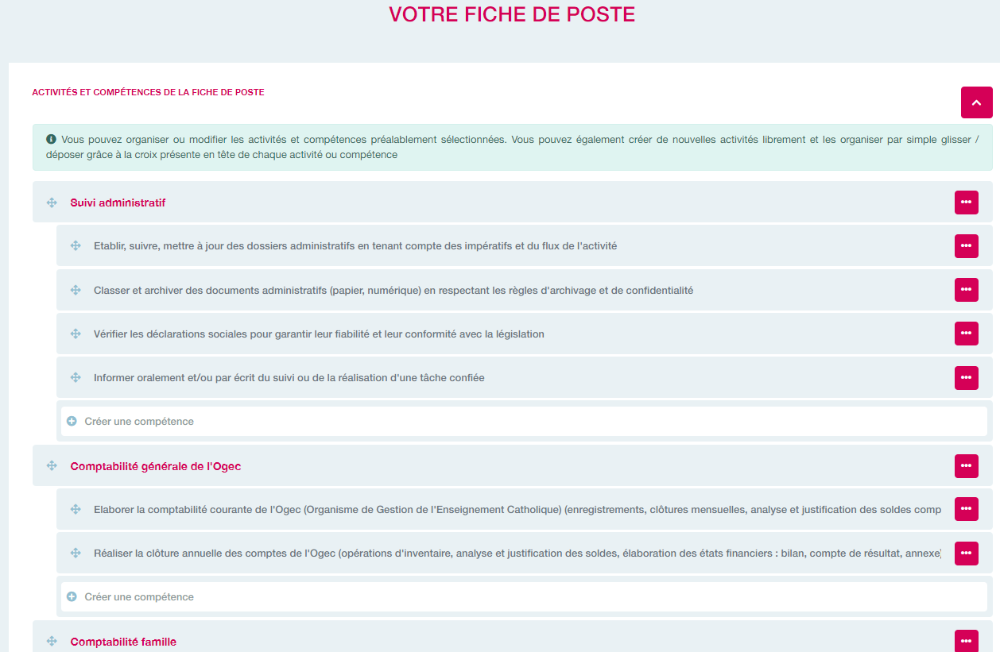 VOTRE FICHE DE POSTE
ACTIVITÉS ET COMPÉTENCES DE LA FICHE DE POSTE
Vous pouvez organiser ou modifier les activités et compétences préalablement sélectionnées. Vous pouvez également créer de nouvelles activités librement et les organiser par simple glisser /
déposer grâce à la croix présente en tête de chaque activité ou compétence
Suivi administratif
Etablir, suivre, mettre à jour des dossiers administratifs en tenant compte des impératifs et du flux de l'activité
Classer et archiver des documents administratifs (papier, numérique) en respectant les règles d'archivage et de confidentialité
Vérifier les déclarations sociales pour garantir leur fiabilité et leur conformité avec la législation
Informer oralement et/ou par écrit du suivi ou de la réalisation d'une tâche confiée
Créer une compétence
Comptabilité générale de l'Ogec
Elaborer la comptabilité courante de l'Ogec (Organisme de Gestion de l'Enseignement Catholique) (enregistrements, clôtures mensuelles, analyse et justification des soldes comp
Réaliser la clôture annuelle des comptes de l'Ogec (opérations d'inventaire, analyse et justification des soldes, élaboration des états financiers : bilan, compte de résultat, annexe)
Créer une compétence
Comptabilité famille